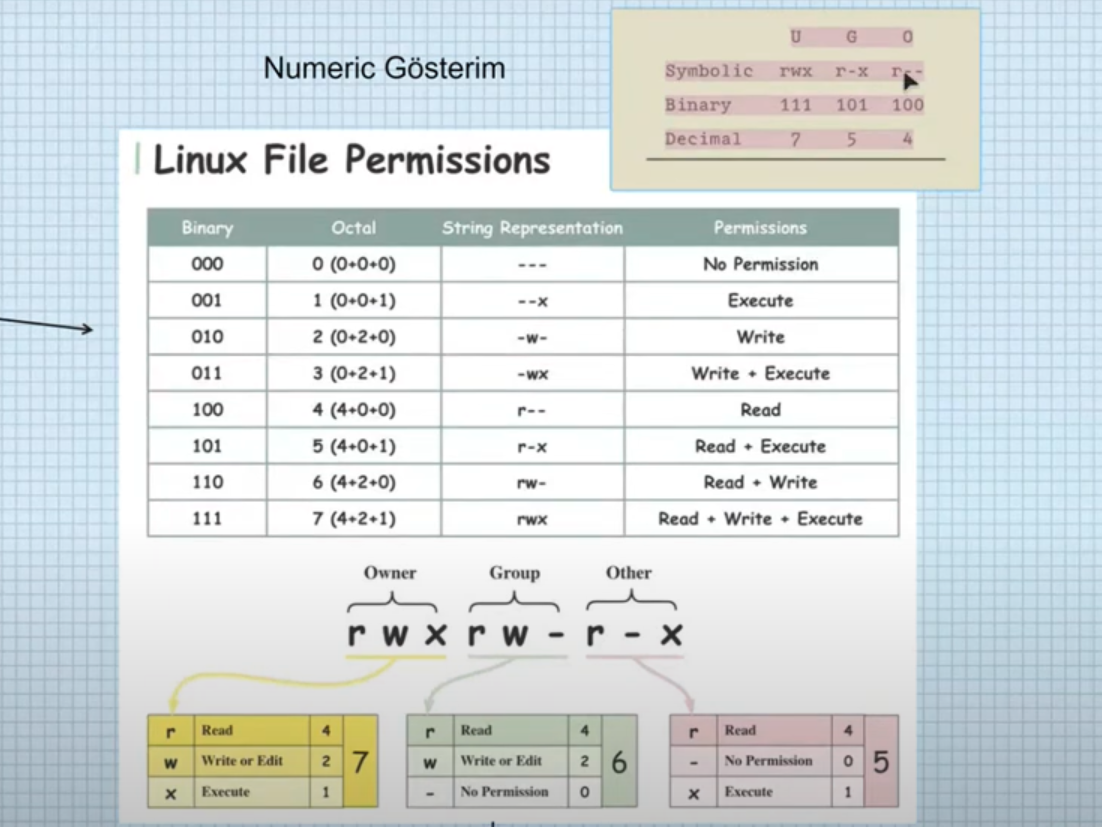 Numeric Gösterim
U G O
Symbolic rwx r-x r--
Binary 111 101 100
Decimal 7 5 4
Linux File Permissions
Binary Octal String Representation Permissions
000 0 (0+0+0) --- No Permission
001 1 (0+0+1) --x Execute
010 2 (0+2+0) -w- Write
011 3 (0+2+1) -wx Write + Execute
100 4 (4+0+0) r-- Read
101 5 (4+0+1) r-x Read + Execute
110 6 (4+2+0) rw- Read + Write
111 7 (4+2+1) rwx Read + Write + Execute
Owner Group Other
r w x r w - r - x
r Read 4
w Write or Edit 2 7
x Execute 1
r Read 4
w Write or Edit 2 6
- No Permission 0
r Read 4
- No Permission 0 5
x Execute 1